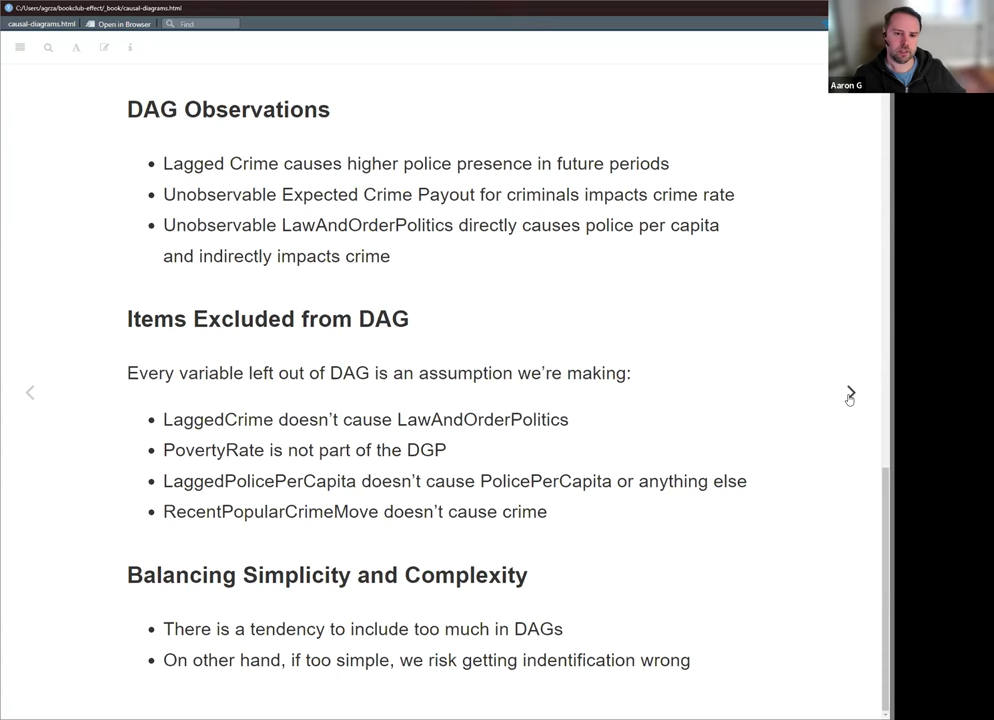 C:/Users/agrza/bookclub-effect/_book/causal-diagrams.html
causal-diagrams.html
Open in Browser
Find
Aaron G
DAG Observations
• Lagged Crime causes higher police presence in future periods
• Unobservable Expected Crime Payout for criminals impacts crime rate
• Unobservable LawAndOrderPolitics directly causes police per capita
and indirectly impacts crime
Items Excluded from DAG
Every variable left out of DAG is an assumption we’re making:
• LaggedCrime doesn’t cause LawAndOrderPolitics
• PovertyRate is not part of the DGP
• LaggedPolicePerCapita doesn’t cause PolicePerCapita or anything else
• RecentPopularCrimeMove doesn’t cause crime
Balancing Simplicity and Complexity
• There is a tendency to include too much in DAGs
• On other hand, if too simple, we risk getting indentification wrong